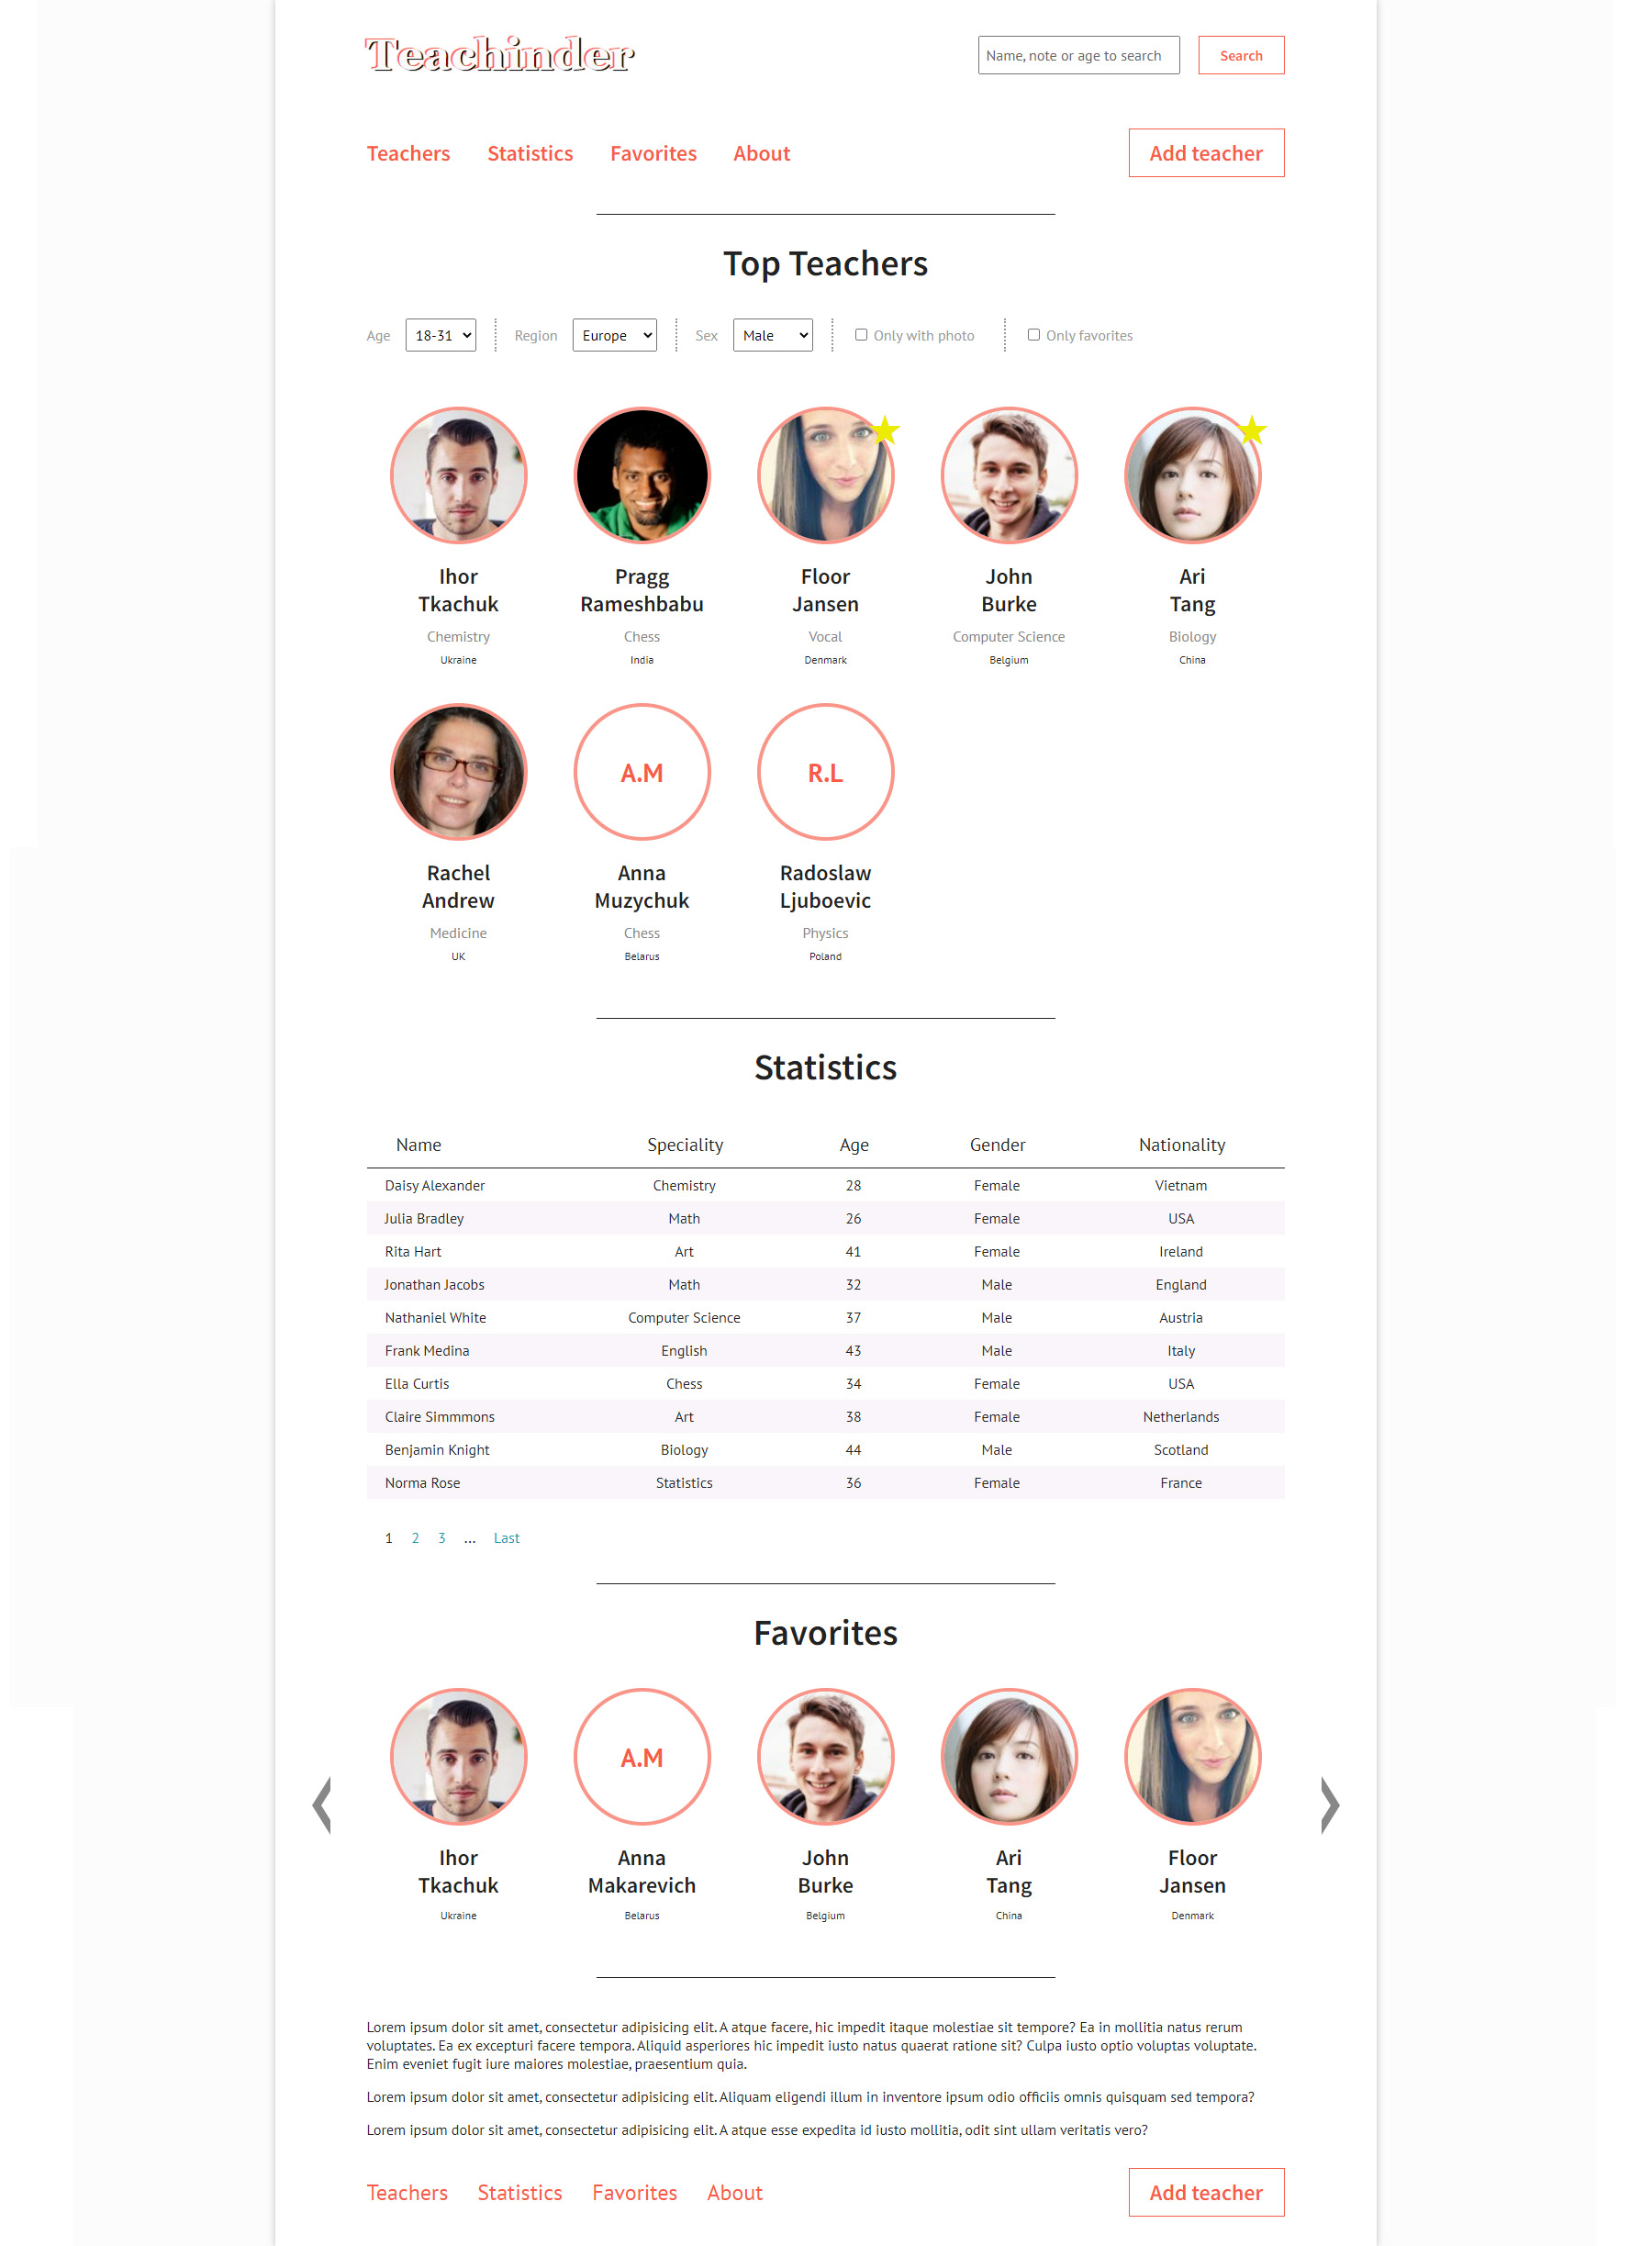 Teachinder
Name, note or age to search Search
Teachers Statistics Favorites About Add teacher
Top Teachers
Age 18-31 Region Europe Sex Male Only with photo Only favorites
Ihor Pragg Floor John Ari
Tkachuk Rameshbabu Jansen Burke Tang
Chemistry Chess Vocal Computer Science Biology
Ukraine India Denmark Belgium China
A.M R.L
Rachel Anna Radoslaw
Andrew Muzychuk Ljuboevic
Medicine Chess Physics
UK Belarus Poland
Statistics
Name Speciality Age Gender Nationality
Daisy Alexander Chemistry 28 Female Vietnam
Julia Bradley Math 26 Female USA
Rita Hart Art 41 Female Ireland
Jonathan Jacobs Math 32 Male England
Nathaniel White Computer Science 37 Male Austria
Frank Medina English 43 Male Italy
Ella Curtis Chess 34 Female USA
Claire Simmmons Art 38 Female Netherlands
Benjamin Knight Biology 44 Male Scotland
Norma Rose Statistics 36 Female France
1 2 3 ... Last
Favorites
A.M
Ihor Anna John Ari Floor
Tkachuk Makarevich Burke Tang Jansen
Ukraine Belarus Belgium China Denmark
Lorem ipsum dolor sit amet, consectetur adipisicing elit. A atque facere, hic impedit itaque molestiae sit tempore? Ea in mollitia natus rerum
voluptates. Ea ex excepturi facere tempora. Aliquid asperiores hic impedit iusto natus quaerat ratione sit? Culpa iusto optio voluptas voluptate.
Enim eveniet fugit iure maiores molestiae, praesentium quia.
Lorem ipsum dolor sit amet, consectetur adipisicing elit. Aliquam eligendi illum in inventore ipsum odio officiis omnis quisquam sed tempora?
Lorem ipsum dolor sit amet, consectetur adipisicing elit. A atque esse expedita id iusto mollitia, odit sint ullam veritatis vero?
Teachers Statistics Favorites About Add teacher